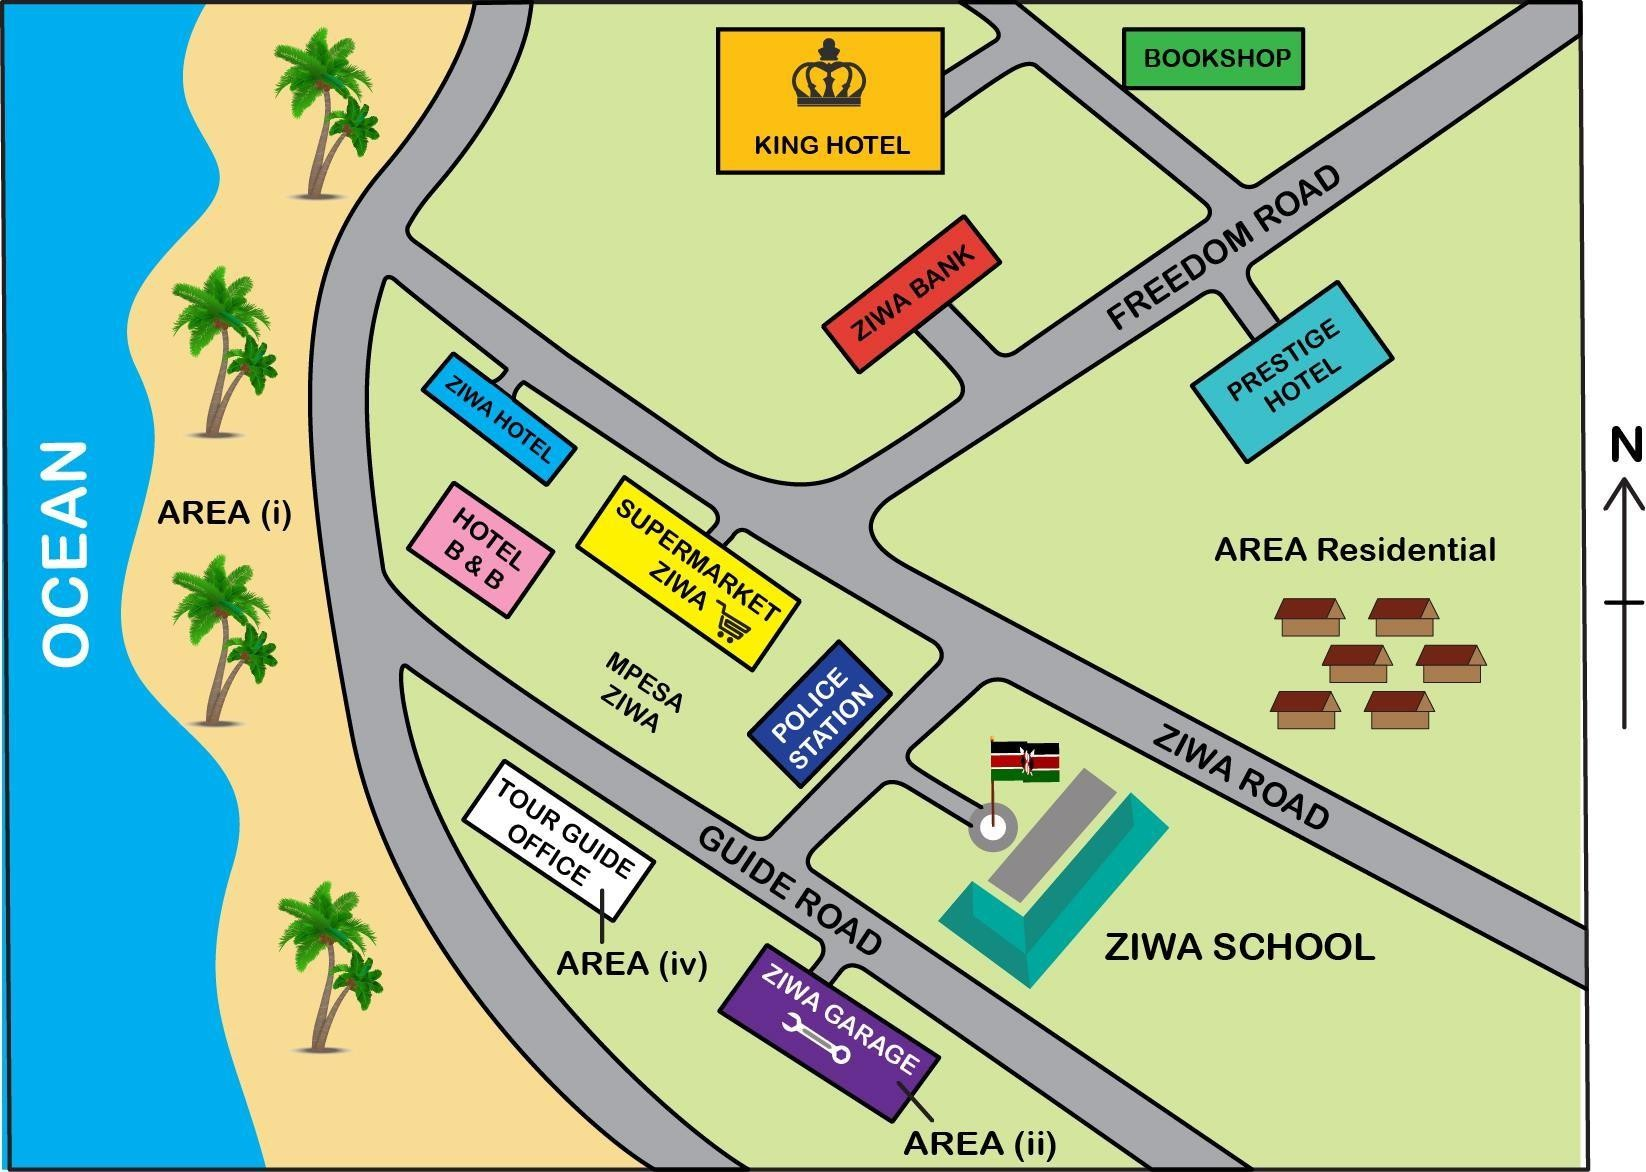 KING HOTEL
BOOKSHOP
ZIWA BANK
FREEDOM ROAD
PRESTIGE
HOTEL
N
ZIWA HOTEL
OCEAN
AREA (i)
HOTEL
B & B
SUPERMARKET
ZIWA
AREA Residential
MPESA
ZIWA
POLICE
STATION
ZIWA ROAD
TOUR GUIDE
OFFICE
GUIDE ROAD
ZIWA SCHOOL
AREA (iv)
ZIWA GARAGE
AREA (ii)